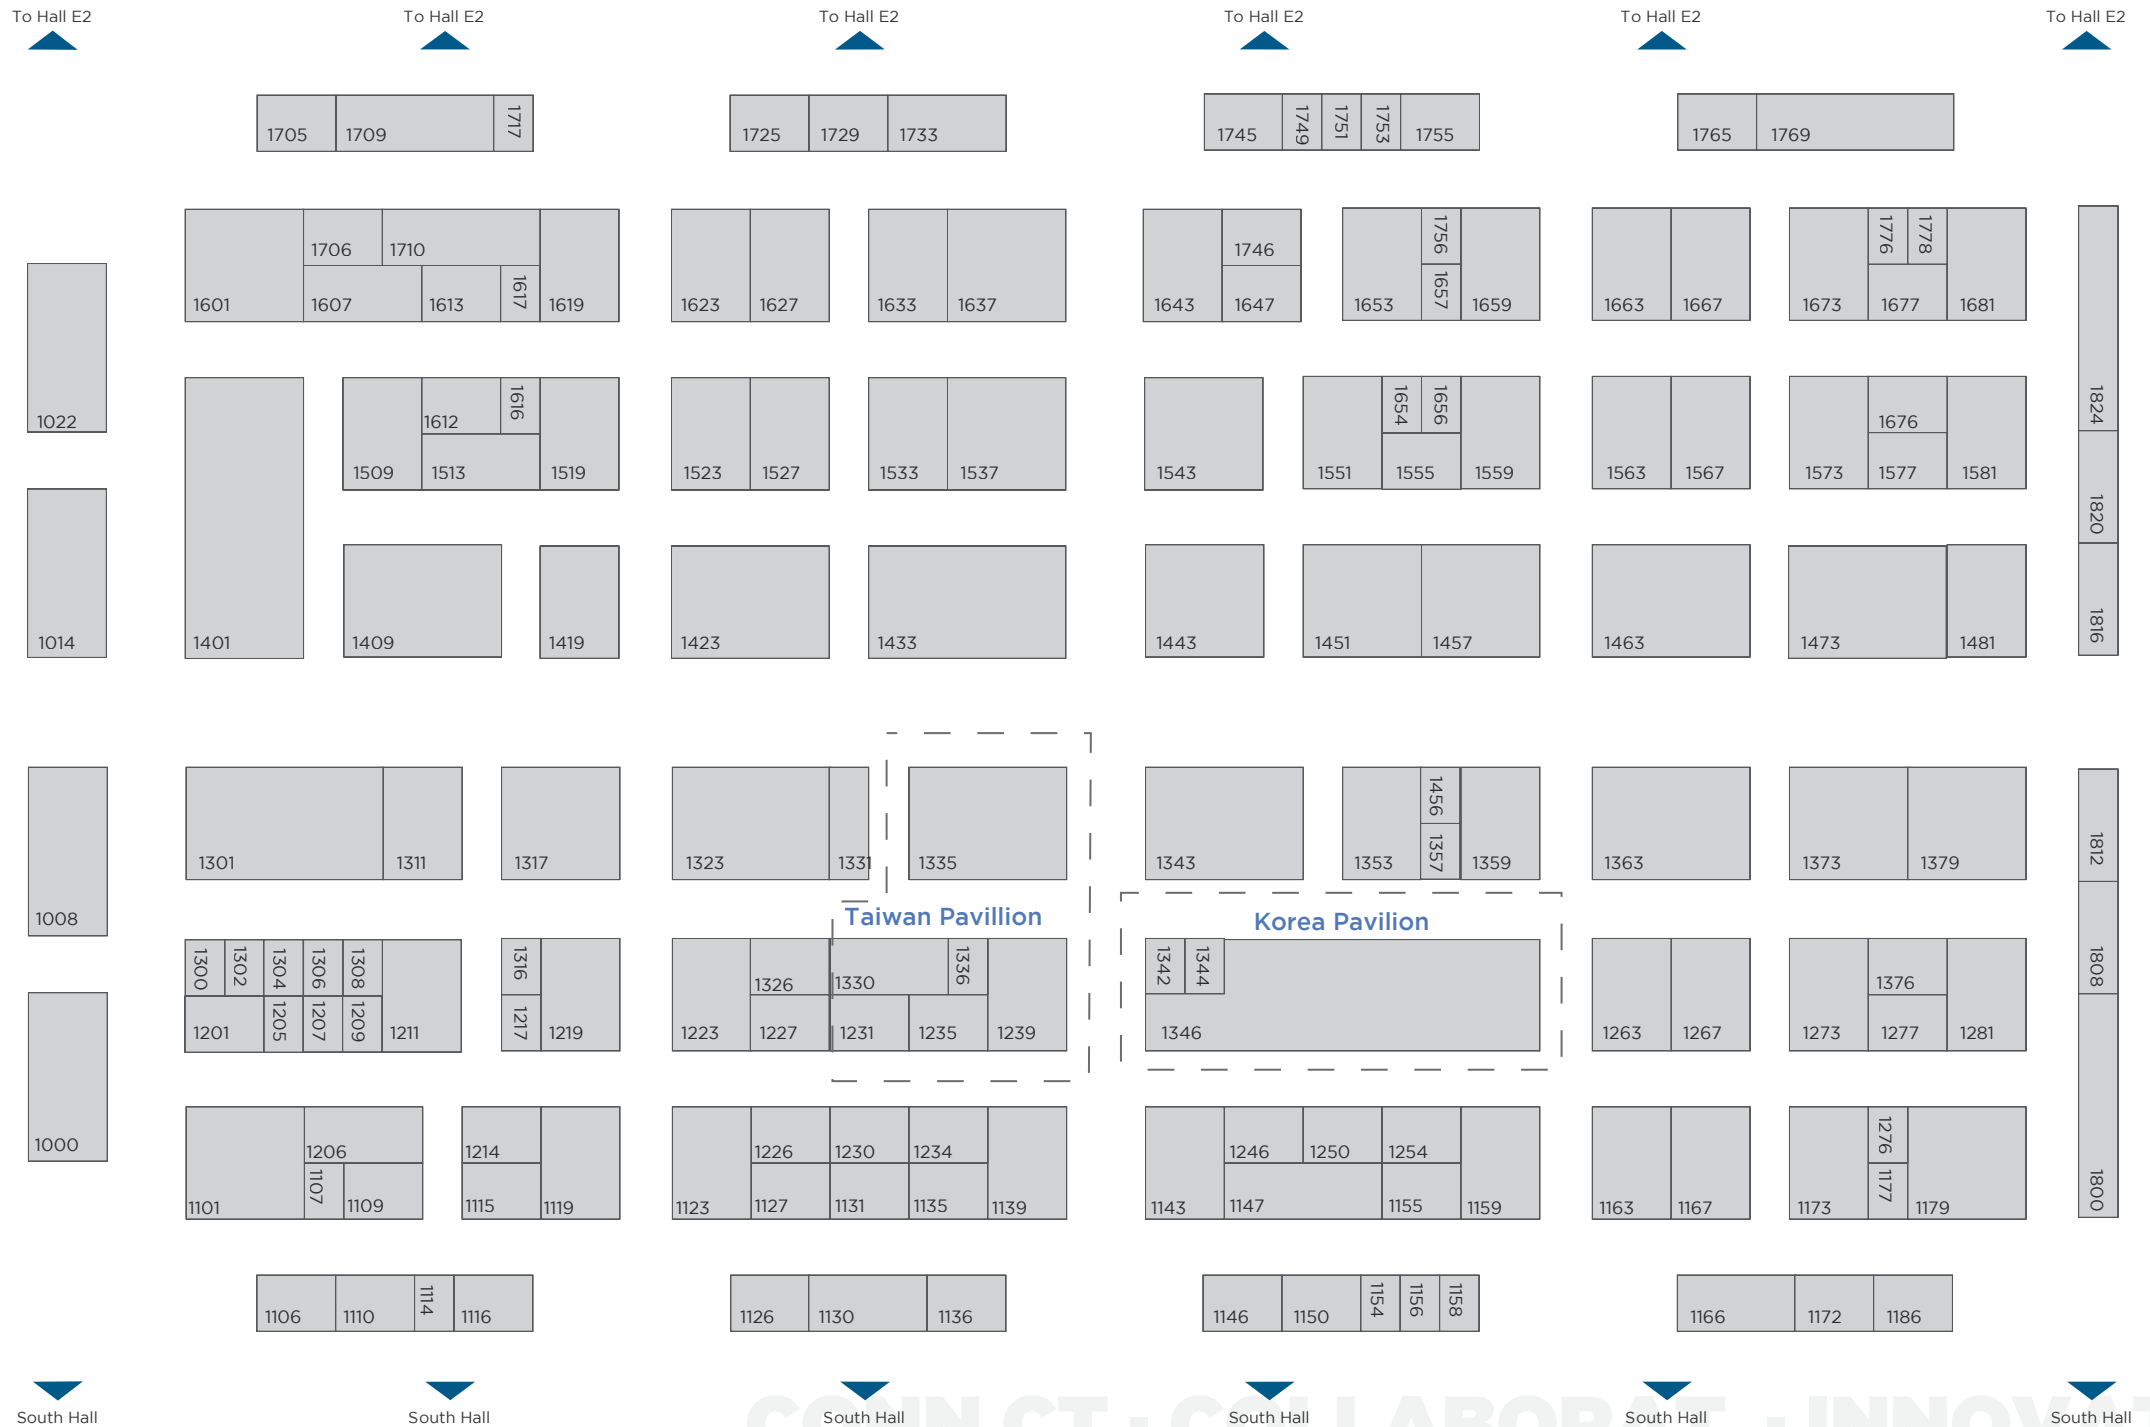 To Hall E2 To Hall E2 To Hall E2 To Hall E2 To Hall E2 To Hall E2
1705 1709 1717 1725 1729 1733 1745 1749 1751 1753 1755 1765 1769
1706 1710 1746 1756 1776 1778
1601 1607 1613 1617 1619 1623 1627 1633 1637 1643 1647 1653 1657 1659 1663 1667 1673 1677 1681
1022 1612 1616 1654 1656 1676 1824
1509 1513 1519 1523 1527 1533 1537 1543 1551 1555 1559 1563 1567 1573 1577 1581 1820
1014 1401 1409 1419 1423 1433 1443 1451 1457 1463 1473 1481 1816
1456
1301 1311 1317 1323 1331 1335 1343 1353 1357 1359 1363 1373 1379 1812
1008 Taiwan Pavillion Korea Pavilion
1300 1302 1304 1306 1308 1316 1326 1330 1336 1342 1344 1376 1808
1201 1205 1207 1209 1211 1217 1219 1223 1227 1231 1235 1239 1346 1263 1267 1273 1277 1281
1000 1206 1214 1226 1230 1234 1246 1250 1254 1276
1101 1107 1109 1115 1119 1123 1127 1131 1135 1139 1143 1147 1155 1159 1163 1167 1173 1177 1179 1800
1106 1110 1114 1116 1126 1130 1136 1146 1150 1154 1156 1158 1166 1172 1186
CONN CT · COLLABORAT · INNOVA
South Hall South Hall South Hall South Hall South Hall South Hall